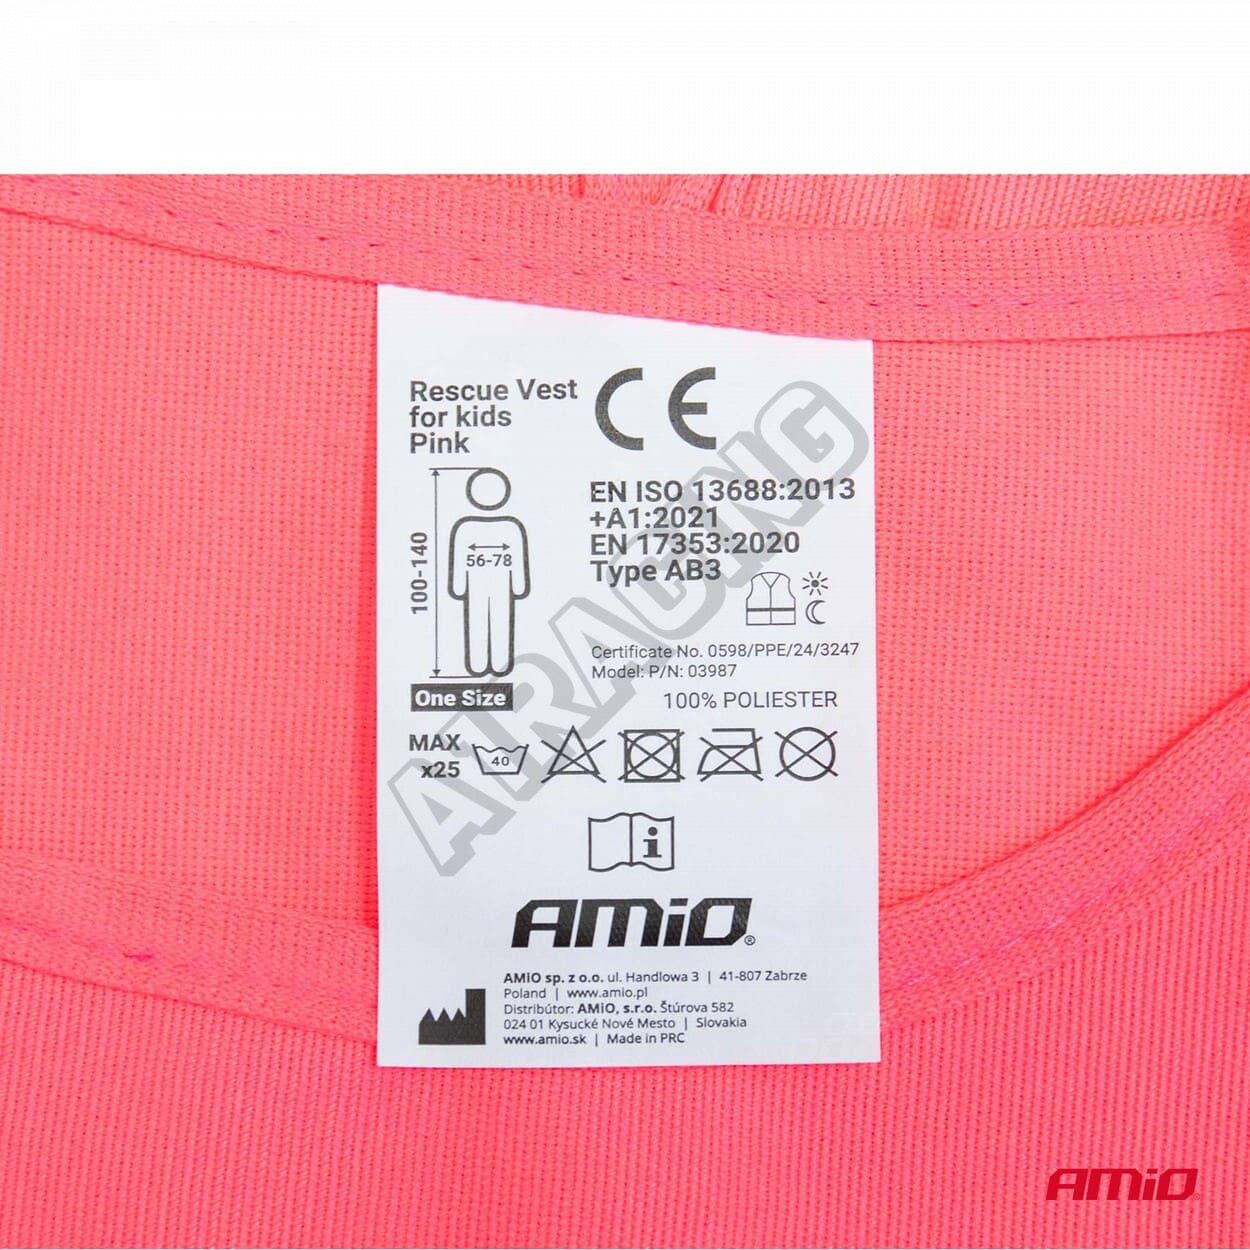 Rescue Vest
for kids
Pink
CE
100-140
56-78
One Size
EN ISO 13688:2013
+A1:2021
EN 17353:2020
Type AB3
Certificate No. 0598/PPE/24/3247
Model: P/N: 03987
100% POLIESTER
MAX
x25
40
i
AMiO®
AMiO sp. z o.o. ul. Handlowa 3 | 41-807 Zabrze
Poland | www.amio.pl
Distribútor: AMiO, s.r.o. Štúrova 582
024 01 Kysucké Nové Mesto | Slovakia
www.amio.sk | Made in PRC
ATRACING
AMiO